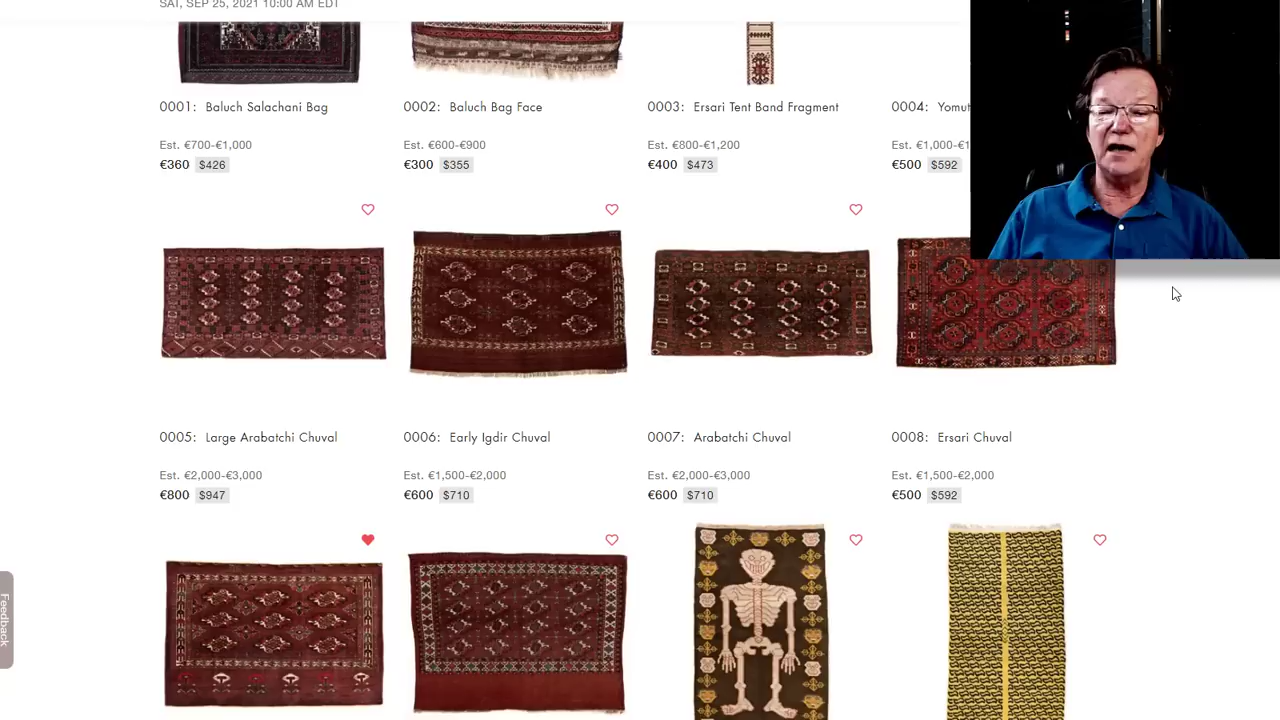 SAT, SEP 25, 2021 10:00 AM EDT
0001: Baluch Salachani Bag
0002: Baluch Bag Face
0003: Ersari Tent Band Fragment
0004: Yomut
Est. €700-€1,000
Est. €600-€900
Est. €800-€1,200
Est. €1,000-€1
€360 $426
€300 $355
€400 $473
€500 $592
0005: Large Arabatchi Chuval
0006: Early Igdir Chuval
0007: Arabatchi Chuval
0008: Ersari Chuval
Est. €2,000-€3,000
Est. €1,500-€2,000
Est. €2,000-€3,000
Est. €1,500-€2,000
€800 $947
€600 $710
€600 $710
€500 $592
Feedback